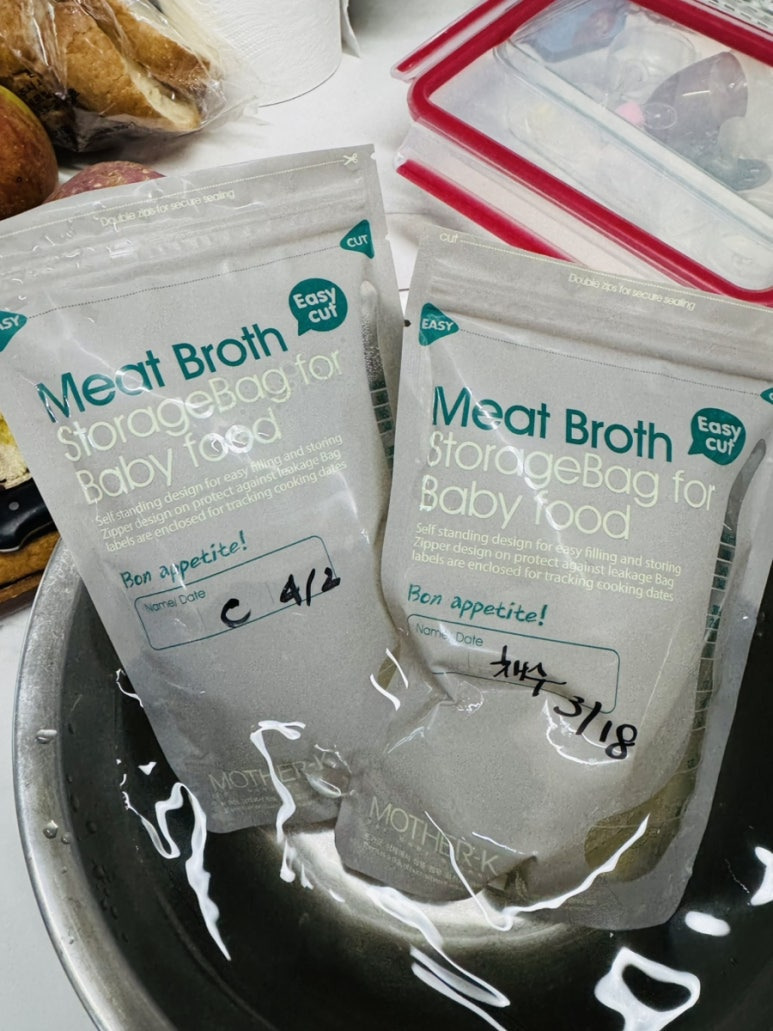 Double zips for secure sealing
CUT
Easy
cut
Meat Broth
StorageBag for
Baby food
Self standing design for easy filling and storing
Zipper design on protect against leakage Bag
labels are enclosed for tracking cooking dates
Bon appetite!
Name/ Date
C 4/2
MOTHER-K
cut
Double zips for secure sealing
EASY
Easy
cut
Meat Broth
StorageBag for
Baby food
Self standing design for easy filling and storing
Zipper design on protect against leakage Bag
labels are enclosed for tracking cooking dates
Bon appetite!
Name/ Date
채수 3/18
MOTHER-K